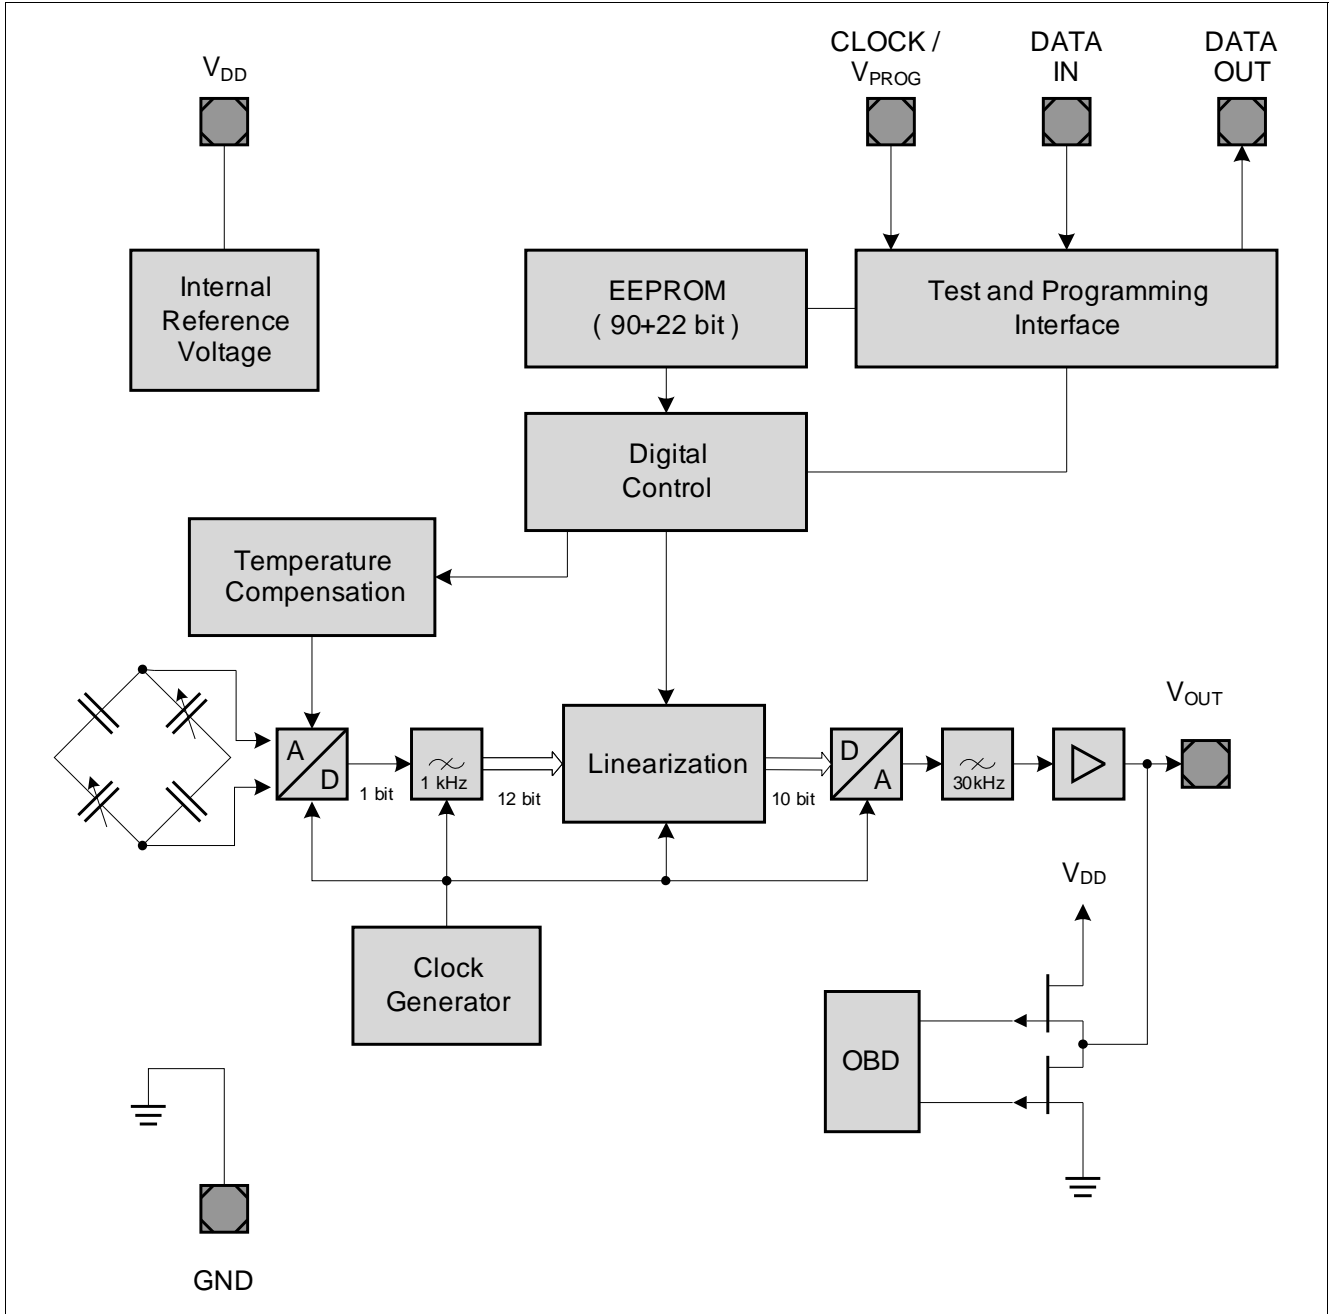 CLOCK /
VPROG
DATA
IN
DATA
OUT
VDD
Internal
Reference
Voltage
EEPROM
( 90+22 bit )
Test and Programming
Interface
Digital
Control
Temperature
Compensation
A
D
1 bit
1 kHz
12 bit
Linearization
10 bit
D
A
30kHz
VOUT
VDD
Clock
Generator
OBD
GND